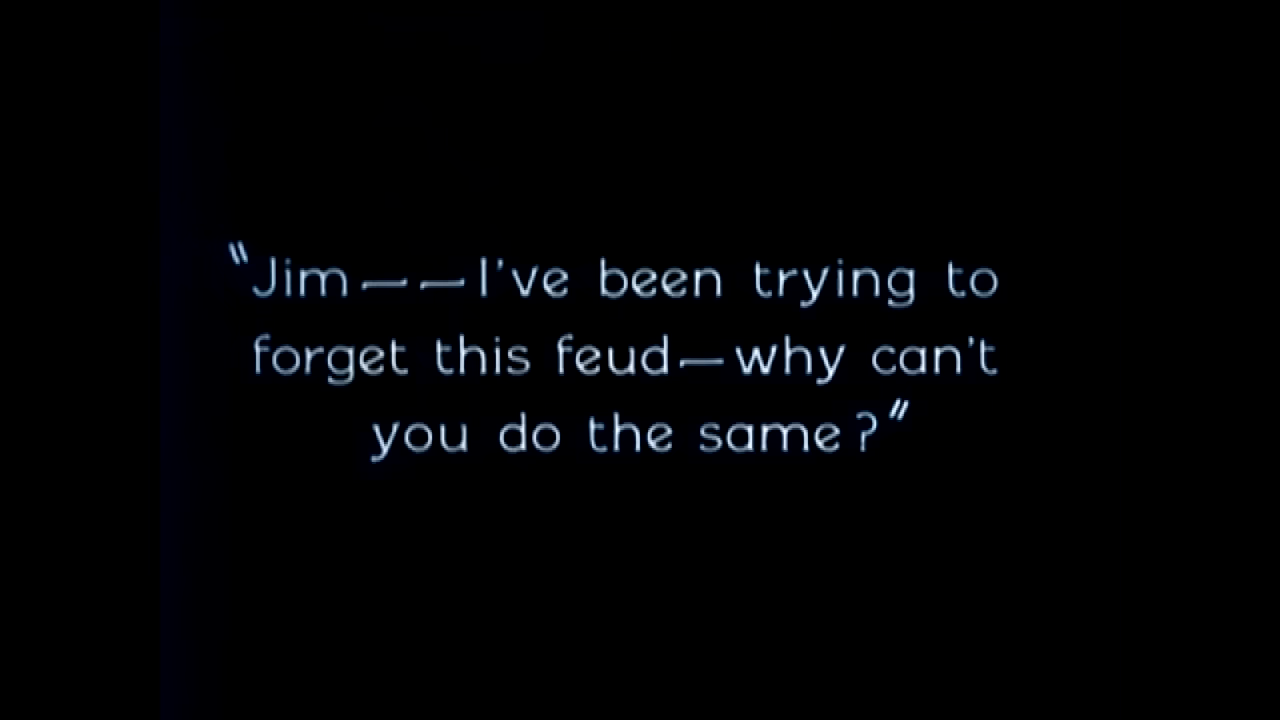 "Jim——I've been trying to
forget this feud—why can't
you do the same?"